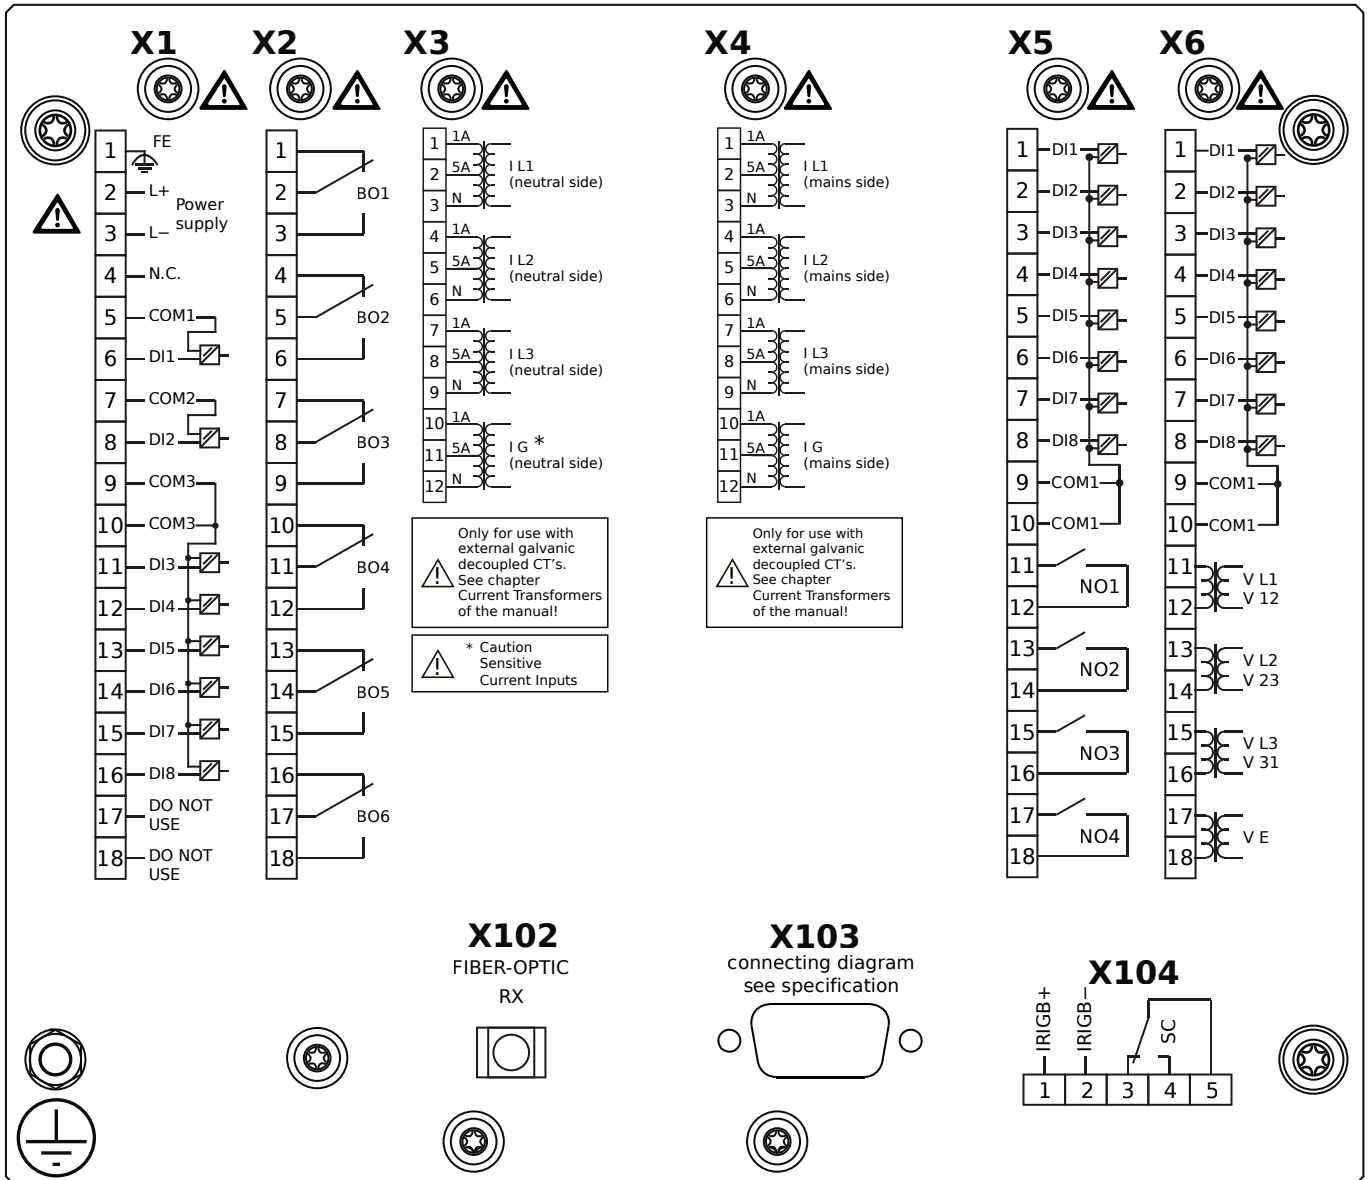 X1
1
FE
2
L+
Power
supply
3
L−
4
N.C.
5
COM1
6
DI1
7
COM2
8
DI2
9
COM3
10
COM3
11
DI3
12
DI4
13
DI5
14
DI6
15
DI7
16
DI8
17
DO NOT
USE
18
DO NOT
USE
X2
1
2
BO1
3
4
5
BO2
6
7
8
BO3
9
10
11
BO4
12
13
14
BO5
15
16
17
BO6
18
X3
1
1A
2
5A
3
N
I L1
(neutral side)
4
1A
5
5A
6
N
I L2
(neutral side)
7
1A
8
5A
9
N
I L3
(neutral side)
10
1A
11
5A
12
N
I G *
(neutral side)
Only for use with
external galvanic
decoupled CT's.
See chapter
Current Transformers
of the manual!
* Caution
Sensitive
Current Inputs
X4
1
1A
2
5A
3
N
I L1
(mains side)
4
1A
5
5A
6
N
I L2
(mains side)
7
1A
8
5A
9
N
I L3
(mains side)
10
1A
11
5A
12
N
I G
(mains side)
Only for use with
external galvanic
decoupled CT's.
See chapter
Current Transformers
of the manual!
X5
1
DI1
2
DI2
3
DI3
4
DI4
5
DI5
6
DI6
7
DI7
8
DI8
9
COM1
10
COM1
11
NO1
12
13
NO2
14
15
NO3
16
17
NO4
18
X6
1
DI1
2
DI2
3
DI3
4
DI4
5
DI5
6
DI6
7
DI7
8
DI8
9
COM1
10
COM1
11
V L1
V 12
12
13
V L2
V 23
14
15
V L3
V 31
16
17
V E
18
X102
FIBER-OPTIC
RX
X103
connecting diagram
see specification
X104
IRIGB+
IRIGB−
SC
1 2 3 4 5